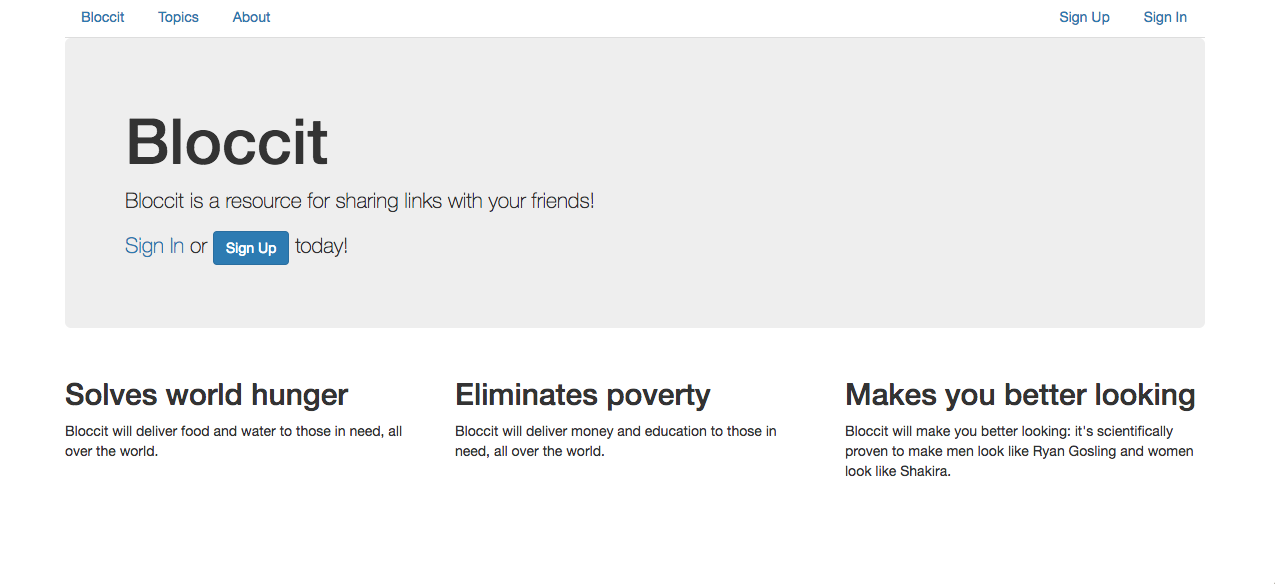 Bloccit Topics About Sign Up Sign In
Bloccit
Bloccit is a resource for sharing links with your friends!
Sign In or Sign Up today!
Solves world hunger
Bloccit will deliver food and water to those in need, all
over the world.
Eliminates poverty
Bloccit will deliver money and education to those in
need, all over the world.
Makes you better looking
Bloccit will make you better looking: it's scientifically
proven to make men look like Ryan Gosling and women
look like Shakira.